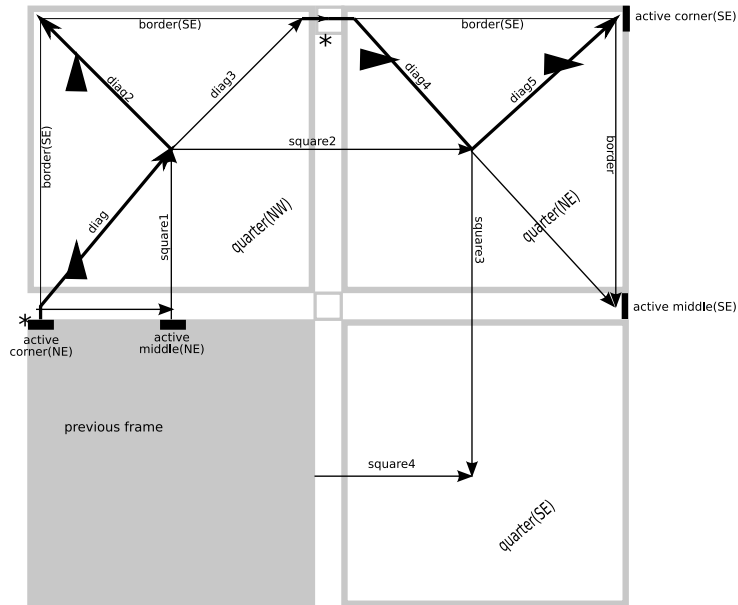 border(SE)
border(SE)
active corner(SE)
*
diag2
diag3
diag4
diag5
border(SE)
square2
border
diag
square1
quarter(NW)
square3
quarter(NE)
active middle(SE)
*
active
corner(NE)
active
middle(NE)
previous frame
square4
quarter(SE)